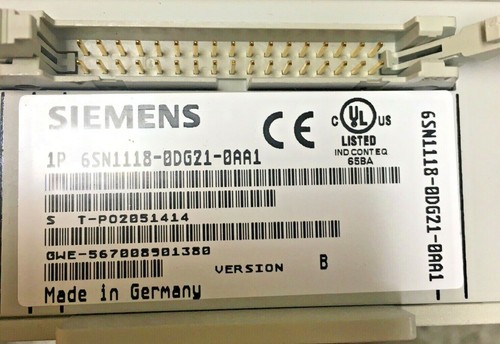 SIEMENS
1P 6SN1118-0DG21-0AA1
S T-P02051414
GWE-567008901380
VERSION B
Made in Germany
CE
C UL US
LISTED
IND CONT EQ
65BA
6SN1118-0DG21-0AA1